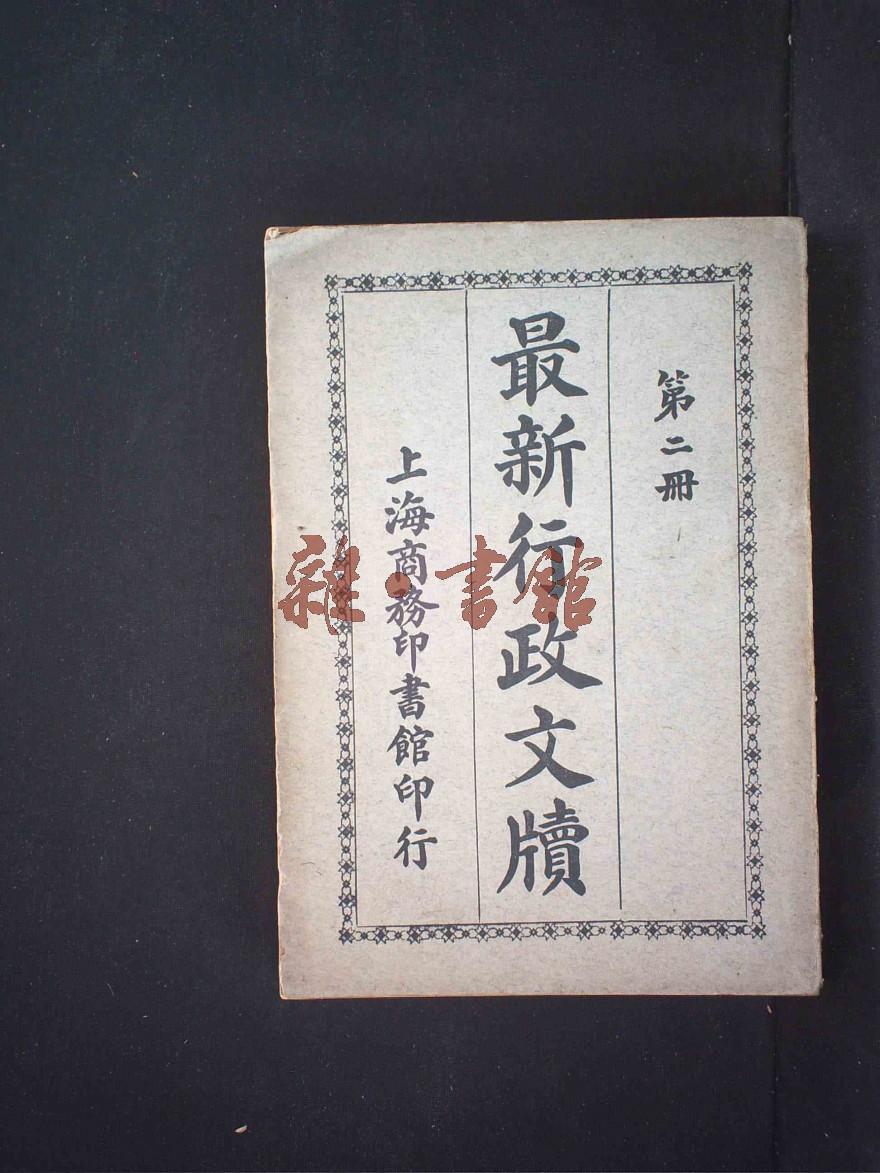 第二冊
最新行政文牘
上海商務印書館印行
雜·書館